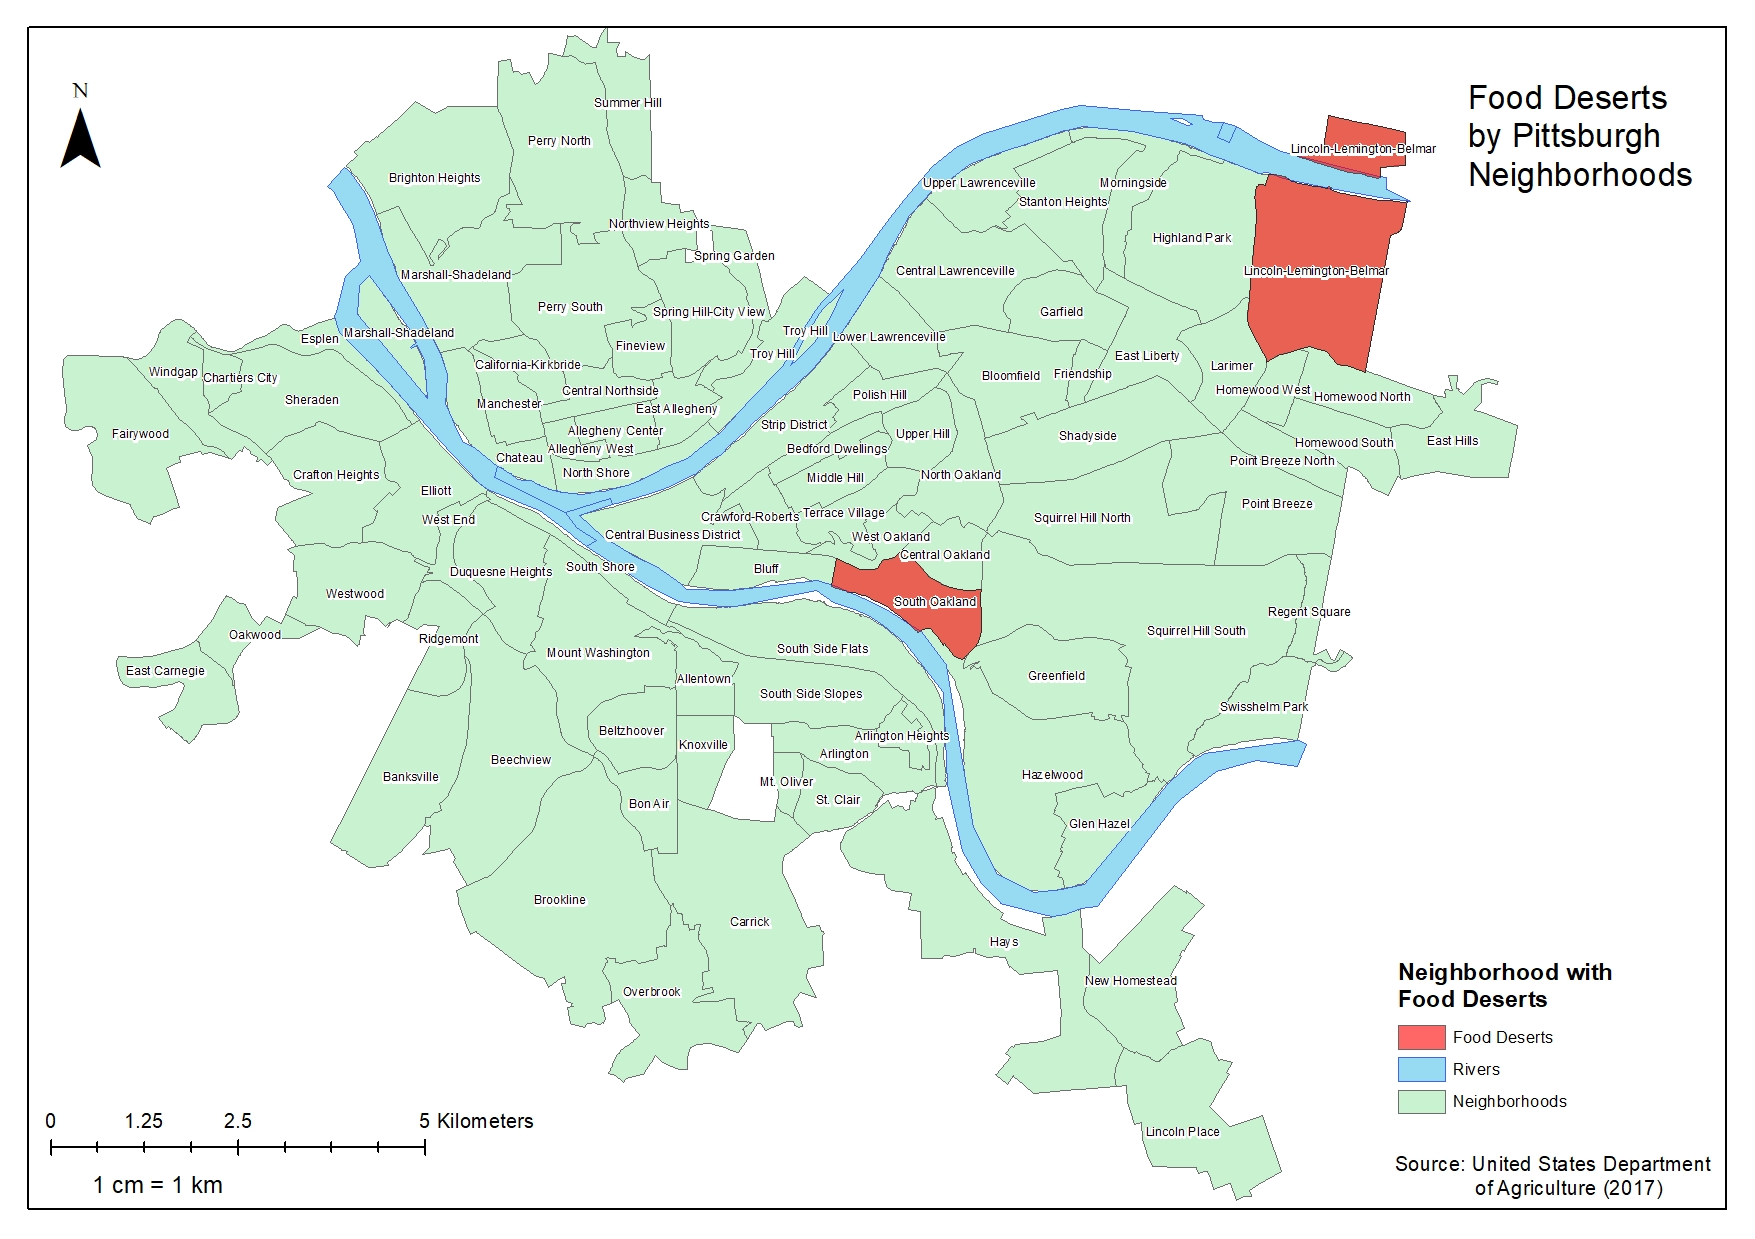 Food Deserts
by Pittsburgh
Neighborhoods
N
Summer Hill
Perry North
Lincoln-Lemington-Belmar
Brighton Heights
Upper Lawrenceville
Morningside
Stanton Heights
Northview Heights
Highland Park
Spring Garden
Marshall-Shadeland
Central Lawrenceville
Lincoln-Lemington-Belmar
Perry South
Spring Hill-City View
Garfield
Marshall-Shadeland
Troy Hill
Esplen
Lower Lawrenceville
Fineview
Troy Hill
East Liberty
California-Kirkbride
Larimer
Windgap
Chartiers City
Bloomfield
Friendship
Central Northside
Homewood West
Polish Hill
Homewood North
Sheraden
Manchester
East Allegheny
Strip District
Fairywood
Allegheny Center
Upper Hill
Shadyside
Homewood South
East Hills
Allegheny West
Bedford Dwellings
Chateau
Point Breeze North
Crafton Heights
North Shore
Middle Hill
North Oakland
Elliott
Point Breeze
West End
Crawford-Roberts
Terrace Village
Squirrel Hill North
Central Business District
West Oakland
Central Oakland
Duquesne Heights
South Shore
Bluff
Westwood
South Oakland
Regent Square
Oakwood
Ridgemont
Squirrel Hill South
Mount Washington
South Side Flats
East Carnegie
Allentown
Greenfield
South Side Slopes
Swisshelm Park
Beltzhoover
Arlington Heights
Knoxville
Arlington
Beechview
Banksville
Mt. Oliver
Hazelwood
Bon Air
St. Clair
Glen Hazel
Brookline
Carrick
Hays
New Homestead
Overbrook
Lincoln Place
Neighborhood with
Food Deserts
Food Deserts
Rivers
Neighborhoods
0 1.25 2.5 5 Kilometers
1 cm = 1 km
Source: United States Department
of Agriculture (2017)